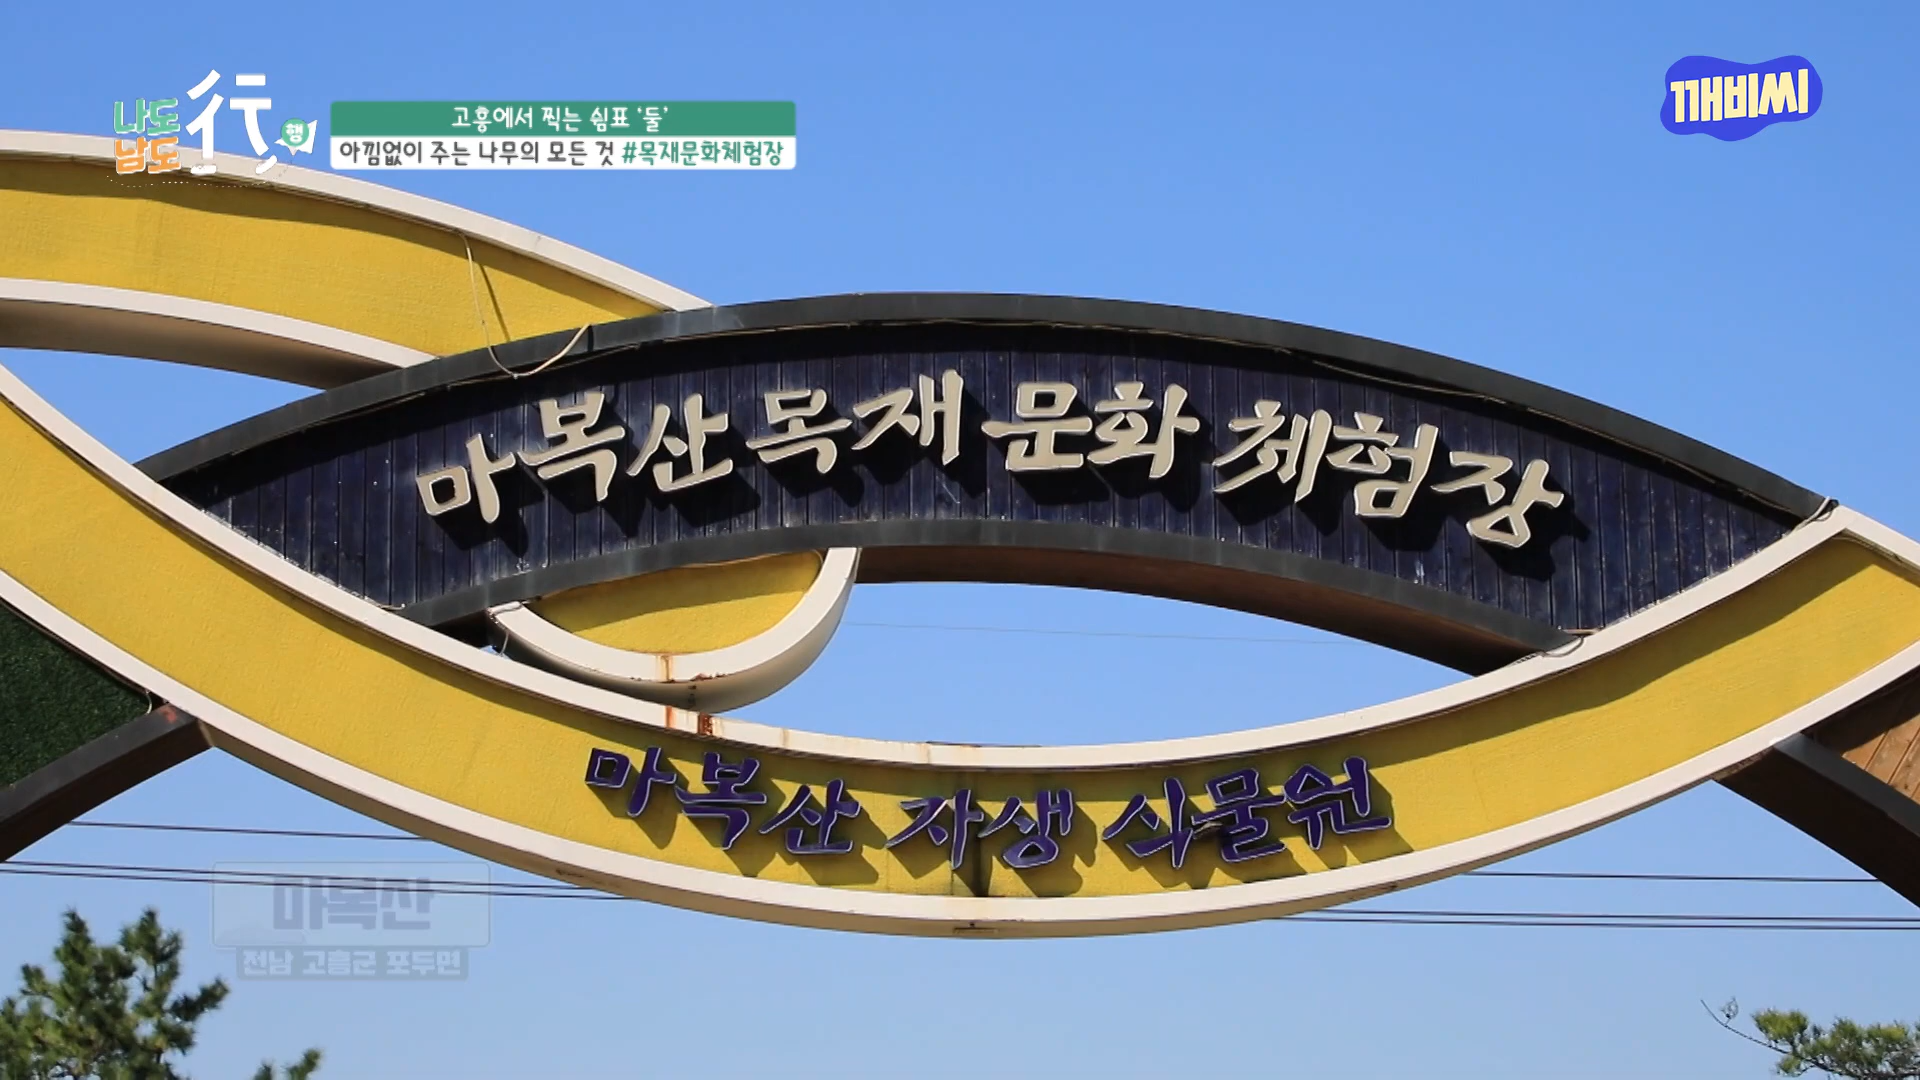 나도
남도
行
행
고흥에서 찍는 쉼표 ‘둘’
아낌없이 주는 나무의 모든 것 #목재문화체험장
깨비씨
마복산목재문화체험장
마복산 자생식물원
마복산
전남 고흥군 포두면